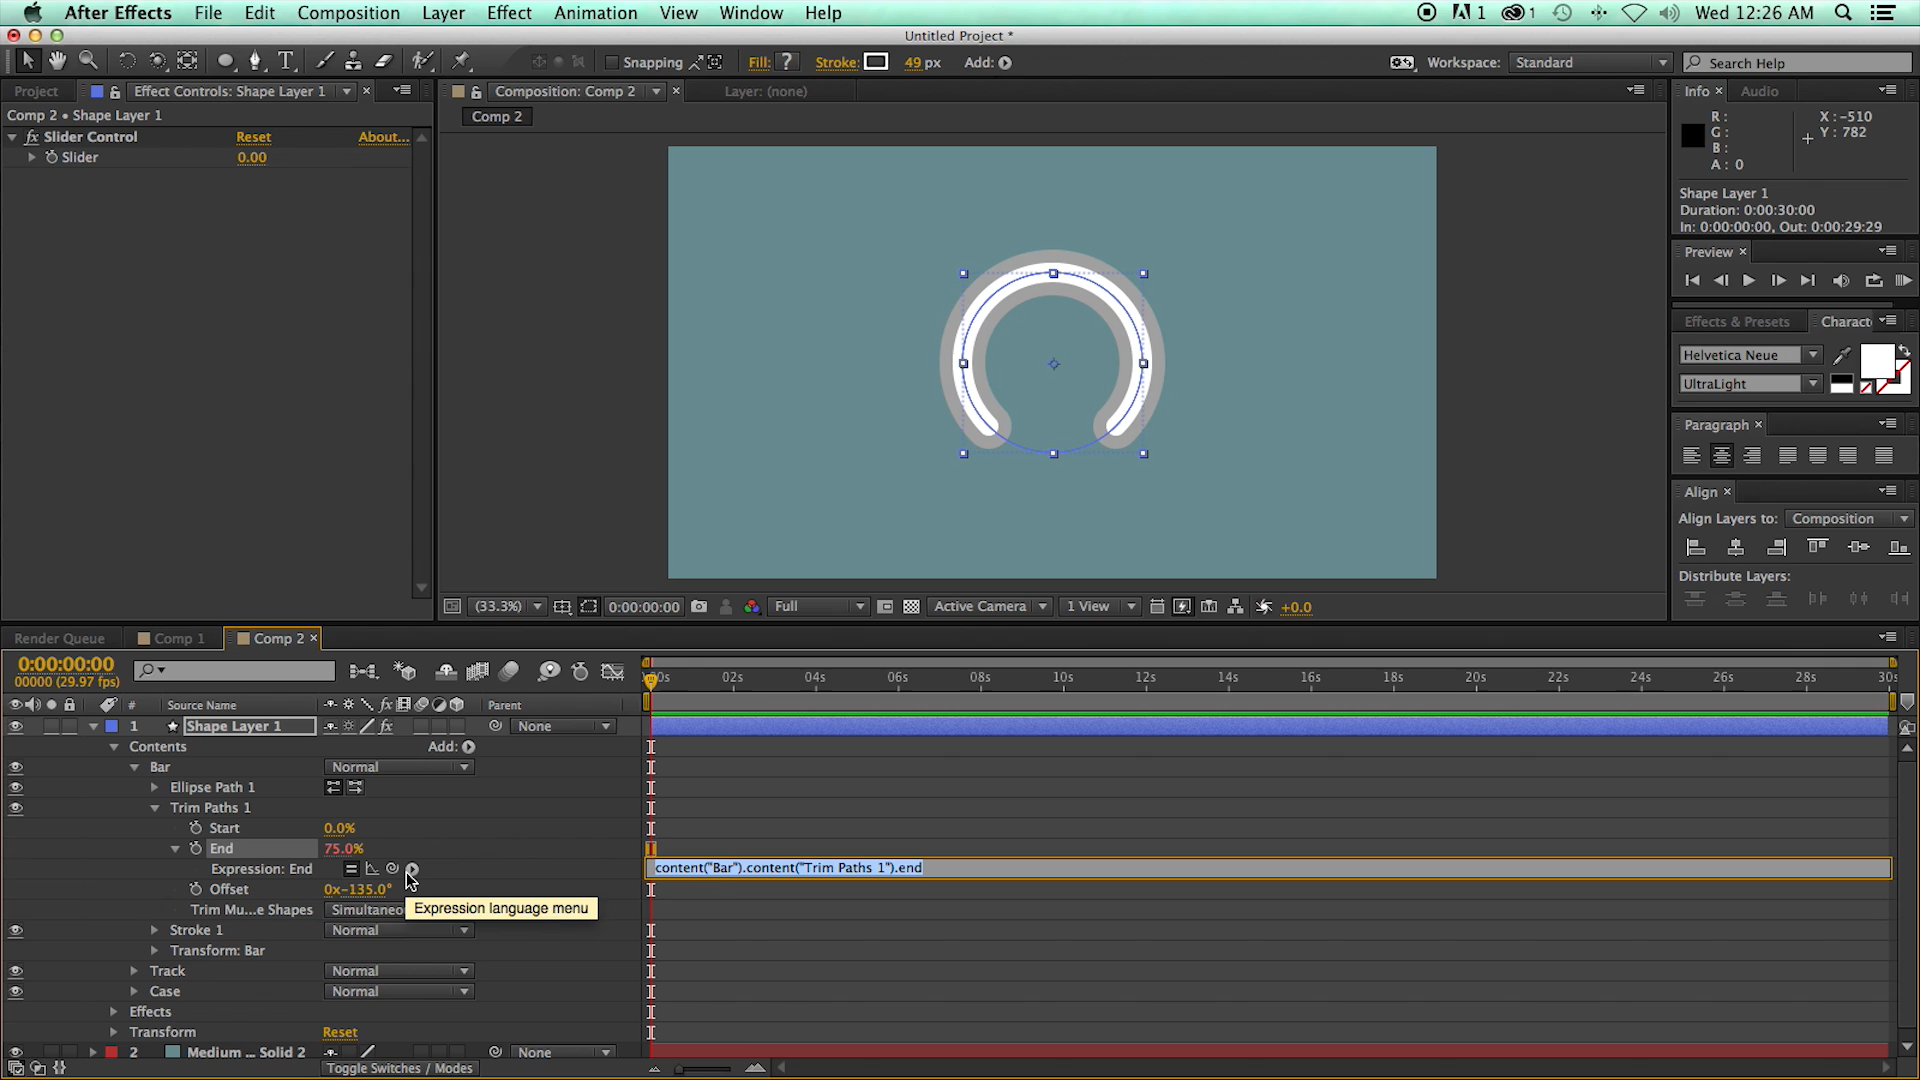 After Effects File Edit Composition Layer Effect Animation View Window Help 1 1 Wed 12:26 AM
Untitled Project *
T Snapping Fill: ? Stroke: 49 px Add: Workspace: Standard Search Help
Project Effect Controls: Shape Layer 1 × Composition: Comp 2 × Layer: (none) Info × Audio
Comp 2 • Shape Layer 1 Comp 2
fx Slider Control Reset About...
Slider 0.00
R : X : -510
G : Y : 782
B :
A : 0
Shape Layer 1
Duration: 0:00:30:00
In: 0:00:00:00, Out: 0:00:29:29
Preview ×
Effects & Presets Charact
Helvetica Neue
UltraLight
Paragraph ×
Align ×
Align Layers to: Composition
Distribute Layers:
(33.3%) 0:00:00:00 Full Active Camera 1 View +0.0
Render Queue Comp 1 Comp 2 ×
0:00:00:00
00000 (29.97 fps)
02s 04s 06s 08s 10s 12s 14s 16s 18s 20s 22s 24s 26s 28s 30s
# Source Name fx Parent
1 Shape Layer 1 fx None
Contents Add:
Bar Normal
Ellipse Path 1
Trim Paths 1
Start 0.0%
End 75.0%
Expression: End content("Bar").content("Trim Paths 1").end
Offset 0x-135.0°
Trim Mu...e Shapes Simultaneo
Expression language menu
Stroke 1 Normal
Transform: Bar
Track Normal
Case Normal
Effects
Transform Reset
2 Medium ... Solid 2 None
Toggle Switches / Modes